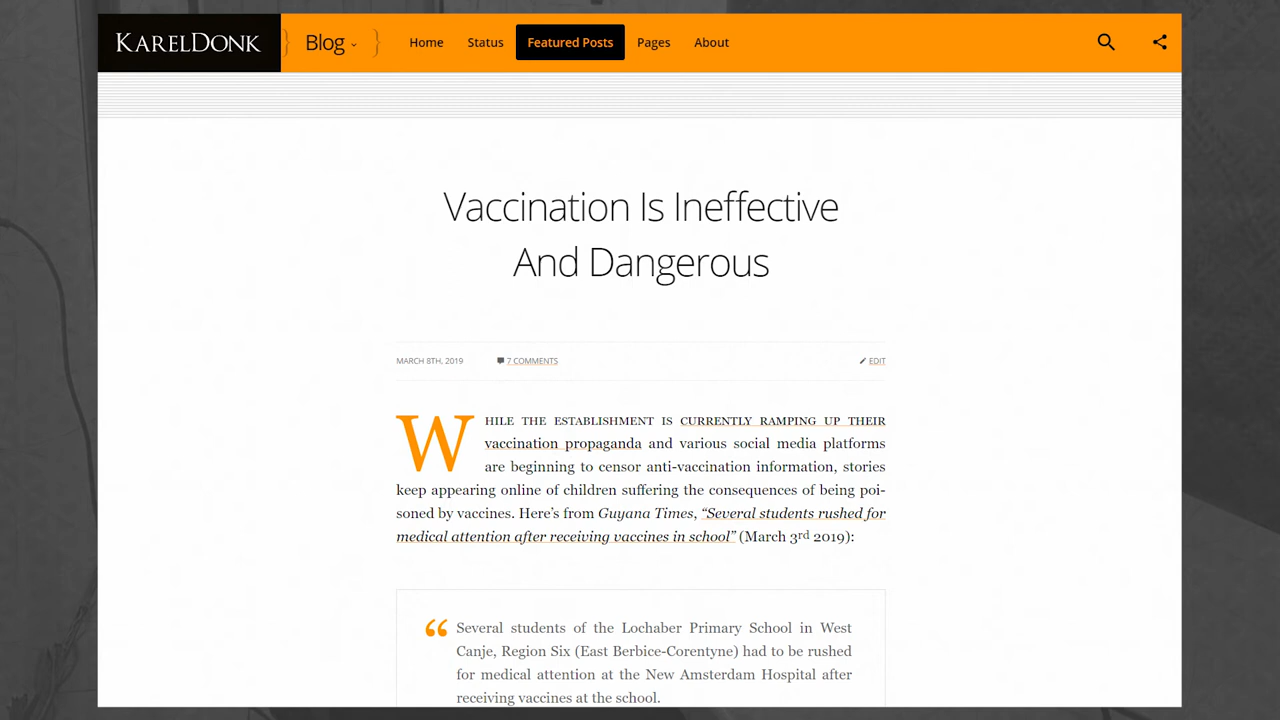 KARELDONK } Blog } Home Status Featured Posts Pages About
Vaccination Is Ineffective
And Dangerous
MARCH 8TH, 2019 7 COMMENTS EDIT
WHILE THE ESTABLISHMENT IS CURRENTLY RAMPING UP THEIR
vaccination propaganda and various social media platforms
are beginning to censor anti-vaccination information, stories
keep appearing online of children suffering the consequences of being poi-
soned by vaccines. Here's from Guyana Times, “Several students rushed for
medical attention after receiving vaccines in school” (March 3rd 2019):
“ Several students of the Lochaber Primary School in West
Canje, Region Six (East Berbice-Corentyne) had to be rushed
for medical attention at the New Amsterdam Hospital after
receiving vaccines at the school.